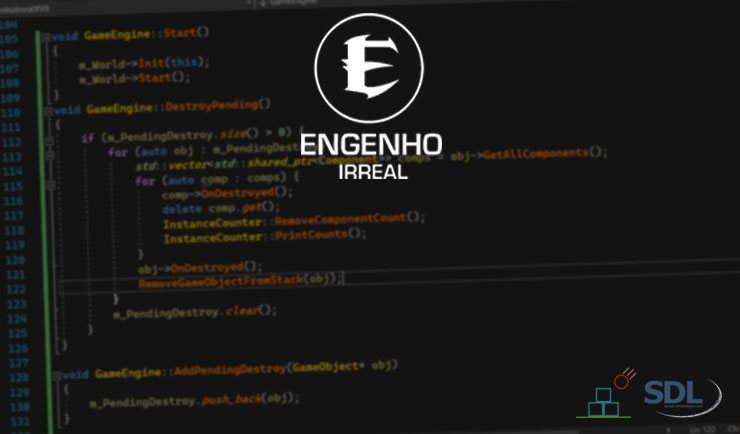 GameEngine
104
105 void GameEngine::Start()
106 {
107 m_World->Init(this);
108 m_World->Start();
109 }
110 void GameEngine::DestroyPending()
111 {
112 if (m_PendingDestroy.size() > 0) {
113 for (auto obj : m_PendingDest
114 std::vector<std::shared_ptr<Component>> comps = obj->GetAllComponents();
115 for (auto comp : comps) {
116 comp->OnDestroyed();
117 delete comp.get();
118 InstanceCounter::RemoveComponentCount();
119 InstanceCounter::PrintCounts();
120 }
121 obj->OnDestroyed();
122 RemoveGameObjectFromStack(obj);
123 }
124 m_PendingDestroy.clear();
125 }
126 }
127
128 void GameEngine::AddPendingDestroy(GameObject* obj)
129 {
130 m_PendingDestroy.push_back(obj);
131 }
ENGENHO
IRREAL
SDL
Ln: 122